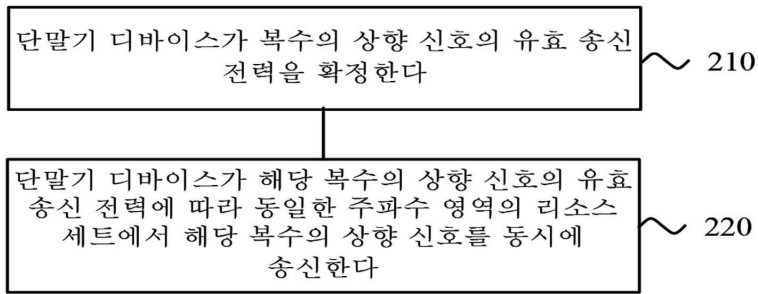 단말기 디바이스가 복수의 상향 신호의 유효 송신
전력을 확정한다
210
단말기 디바이스가 해당 복수의 상향 신호의 유효
송신 전력에 따라 동일한 주파수 영역의 리소스
세트에서 해당 복수의 상향 신호를 동시에
송신한다
220